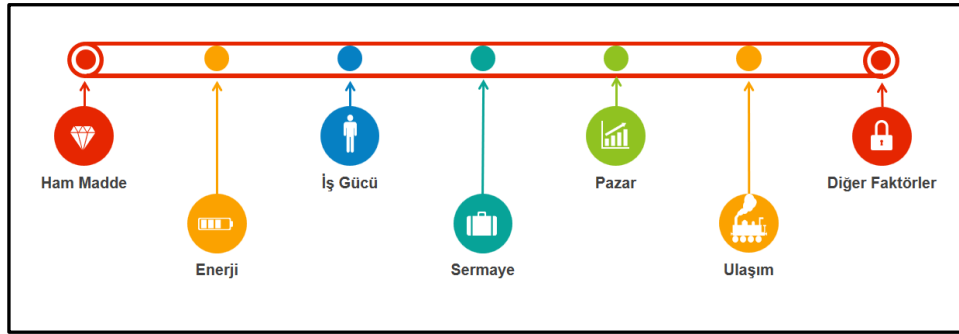 Ham Madde
İş Gücü
Pazar
Diğer Faktörler
Enerji
Sermaye
Ulaşım